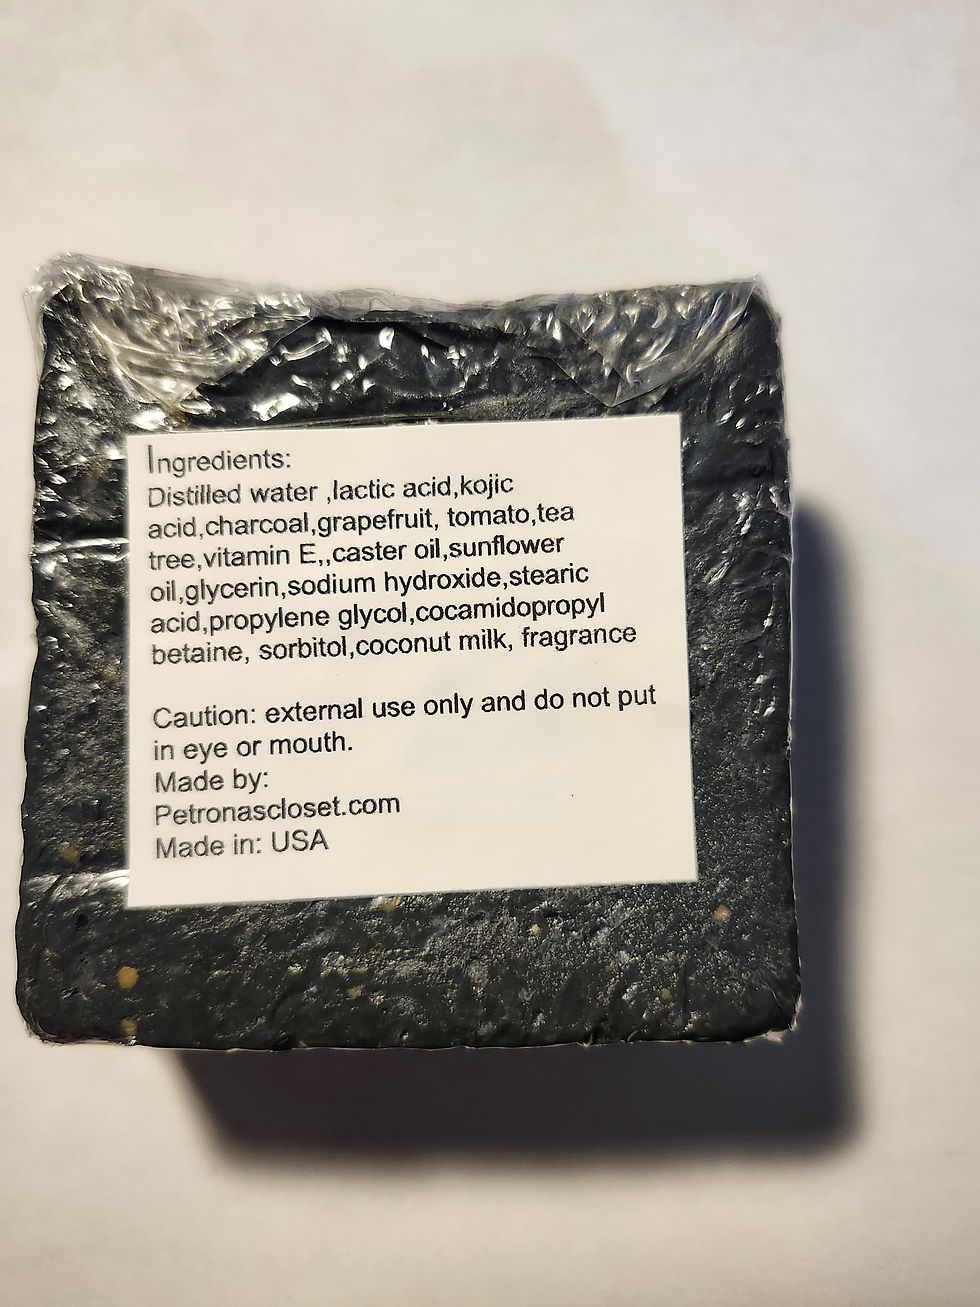 Ingredients:
Distilled water ,lactic acid,kojic
acid,charcoal,grapefruit, tomato,tea
tree,vitamin E,,caster oil,sunflower
oil,glycerin,sodium hydroxide,stearic
acid,propylene glycol,cocamidopropyl
betaine, sorbitol,coconut milk, fragrance
Caution: external use only and do not put
in eye or mouth.
Made by:
Petronascloset.com
Made in: USA